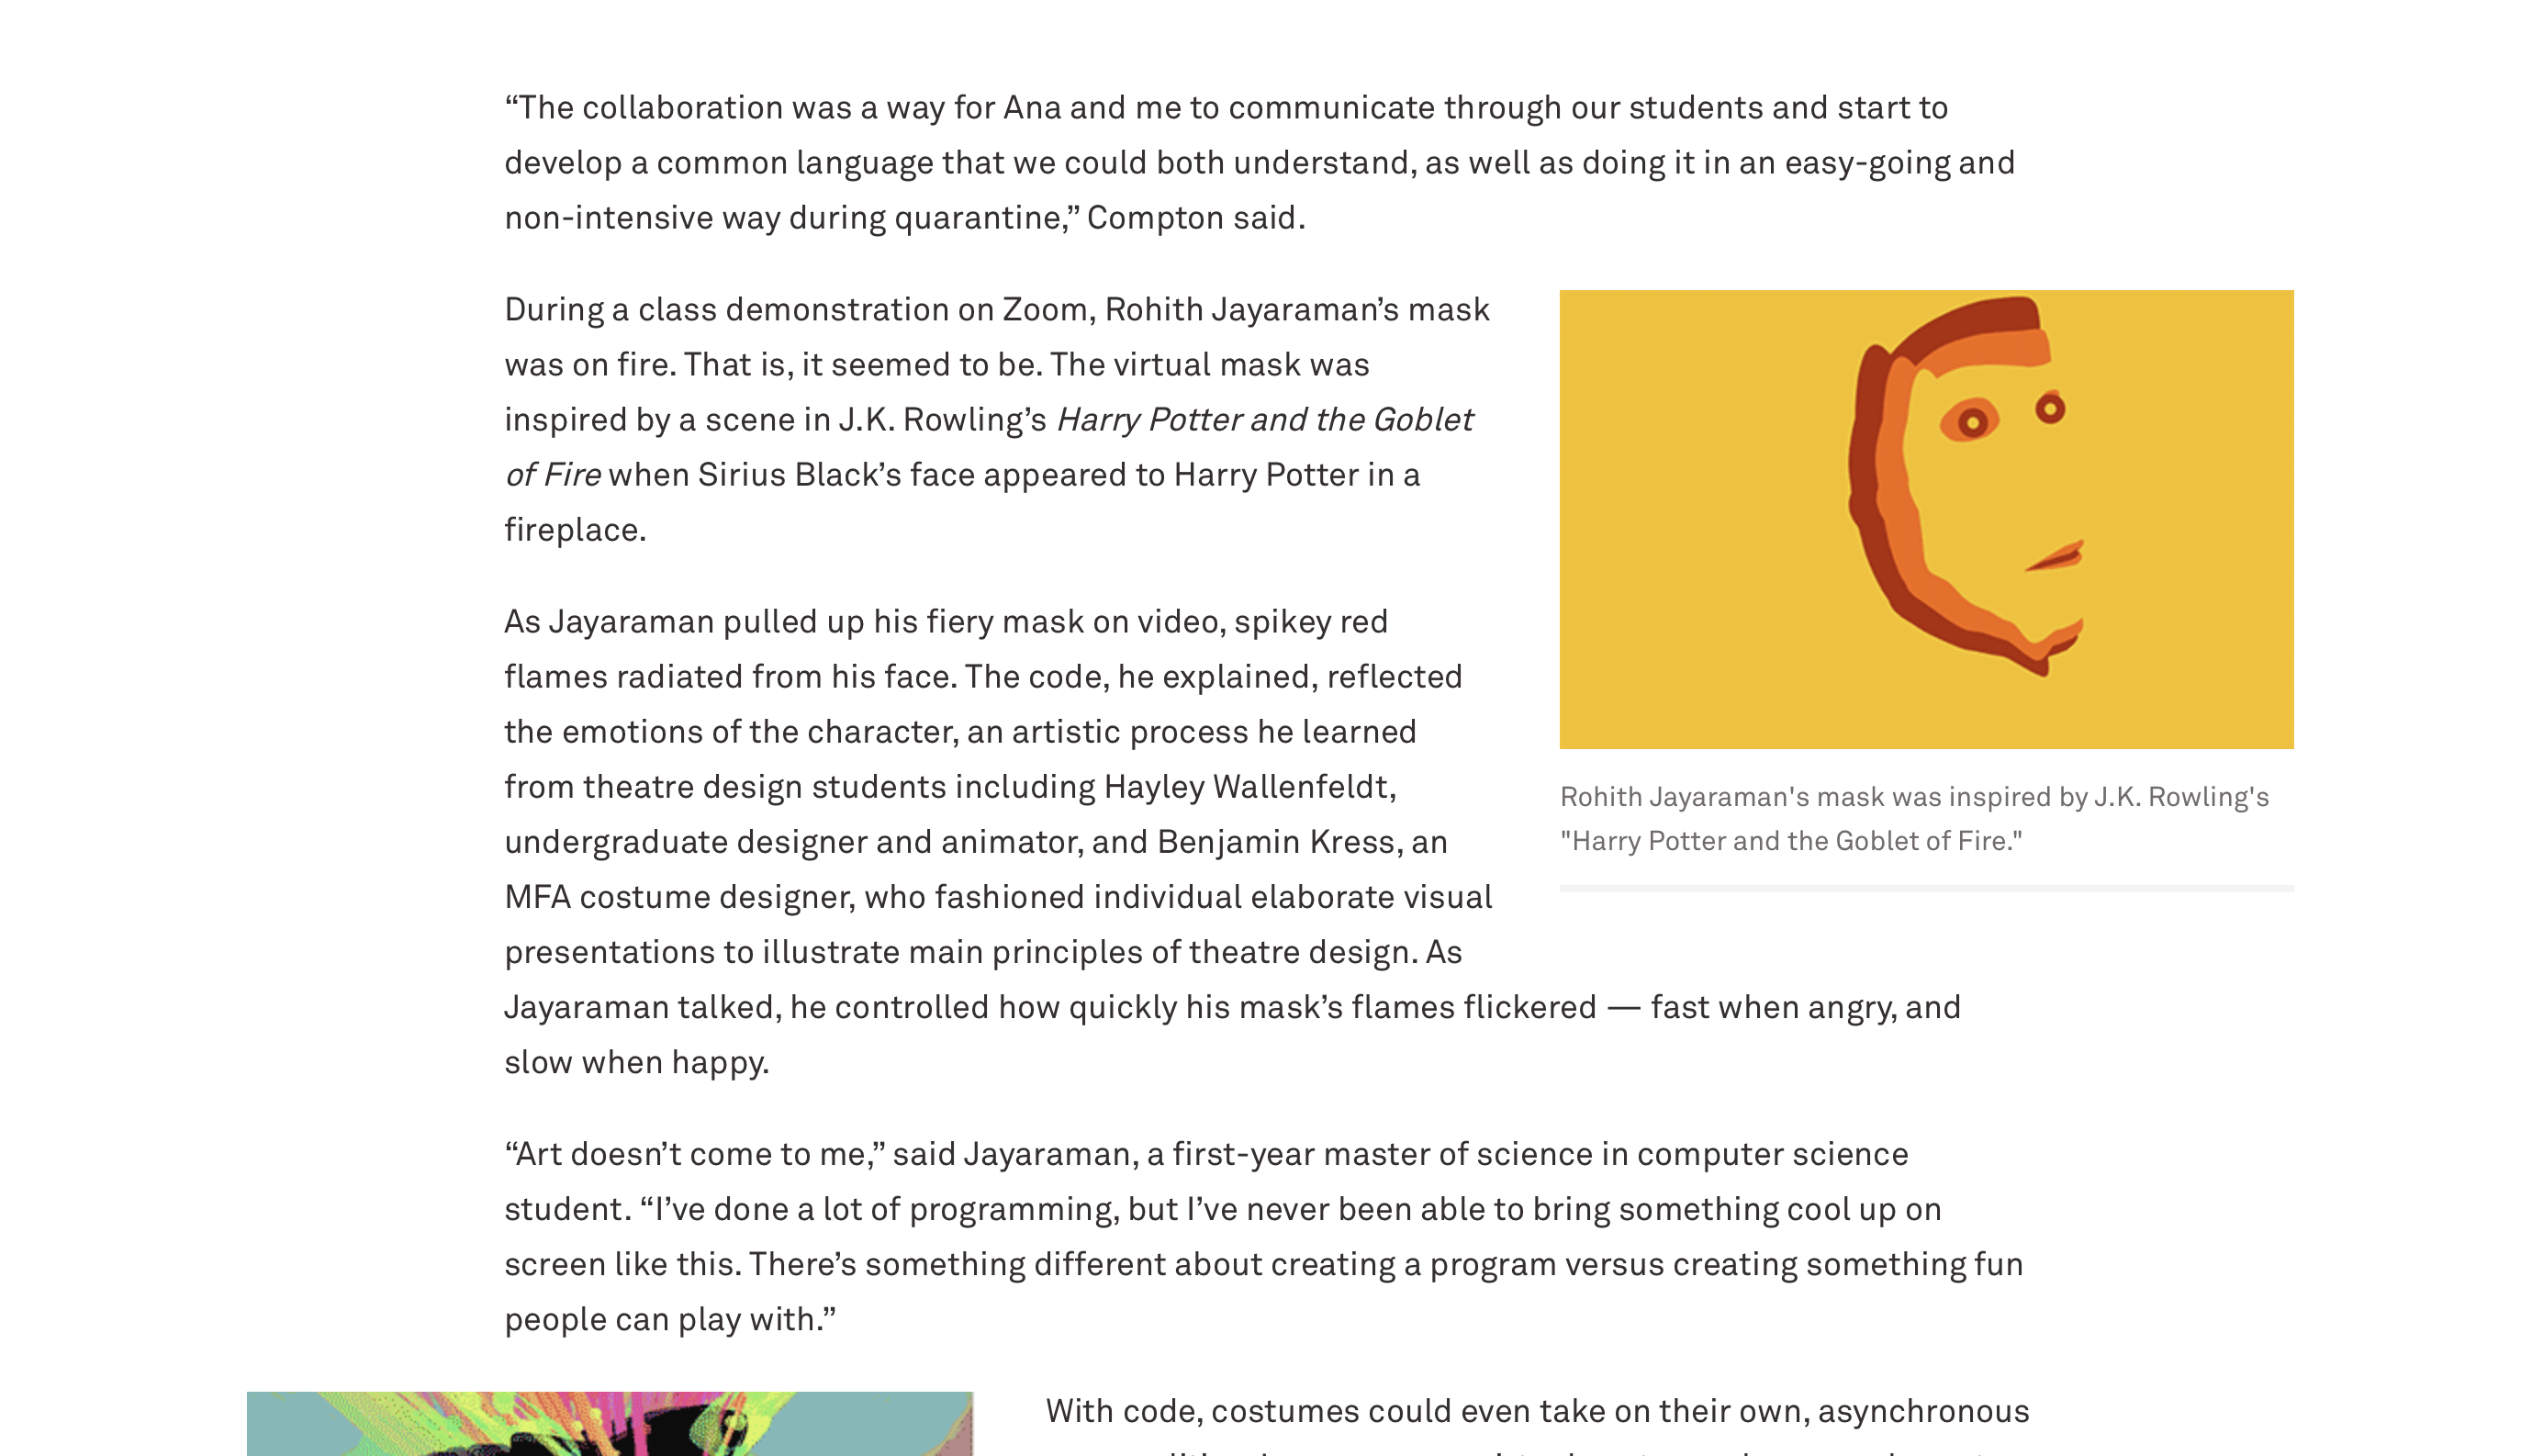 “The collaboration was a way for Ana and me to communicate through our students and start to
develop a common language that we could both understand, as well as doing it in an easy-going and
non-intensive way during quarantine,” Compton said.
During a class demonstration on Zoom, Rohith Jayaraman’s mask
was on fire. That is, it seemed to be. The virtual mask was
inspired by a scene in J.K. Rowling’s Harry Potter and the Goblet
of Fire when Sirius Black’s face appeared to Harry Potter in a
fireplace.
As Jayaraman pulled up his fiery mask on video, spikey red
flames radiated from his face. The code, he explained, reflected
the emotions of the character, an artistic process he learned
from theatre design students including Hayley Wallenfeldt,
undergraduate designer and animator, and Benjamin Kress, an
MFA costume designer, who fashioned individual elaborate visual
presentations to illustrate main principles of theatre design. As
Jayaraman talked, he controlled how quickly his mask’s flames flickered — fast when angry, and
slow when happy.
Rohith Jayaraman's mask was inspired by J.K. Rowling's
"Harry Potter and the Goblet of Fire."
“Art doesn’t come to me,” said Jayaraman, a first-year master of science in computer science
student. “I’ve done a lot of programming, but I’ve never been able to bring something cool up on
screen like this. There’s something different about creating a program versus creating something fun
people can play with.”
With code, costumes could even take on their own, asynchronous